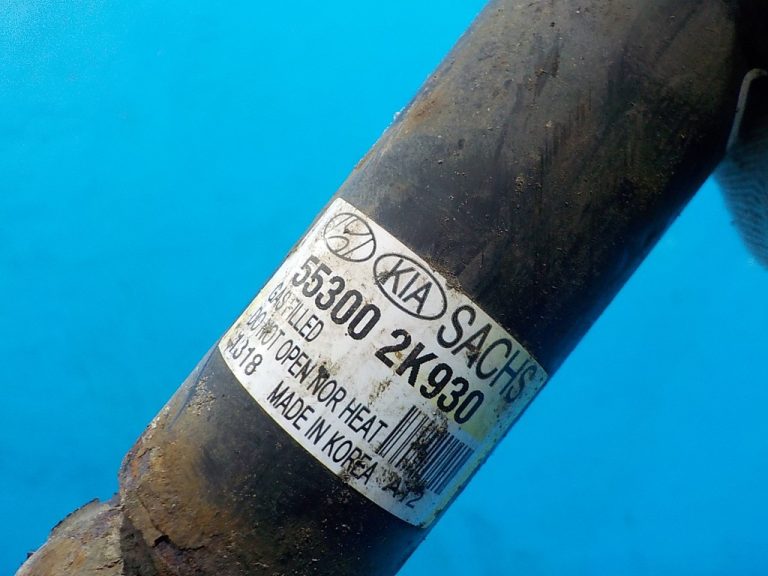 KIA SACHS
55300 2K930
GAS FILLED
DO NOT OPEN NOR HEAT
MADE IN KOREA